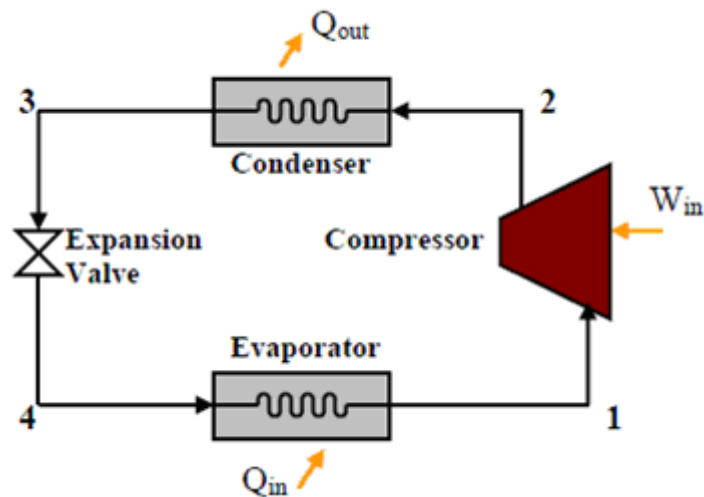 Qout
3
2
Condenser
Win
Expansion
Valve
Compressor
Evaporator
4
1
Qin